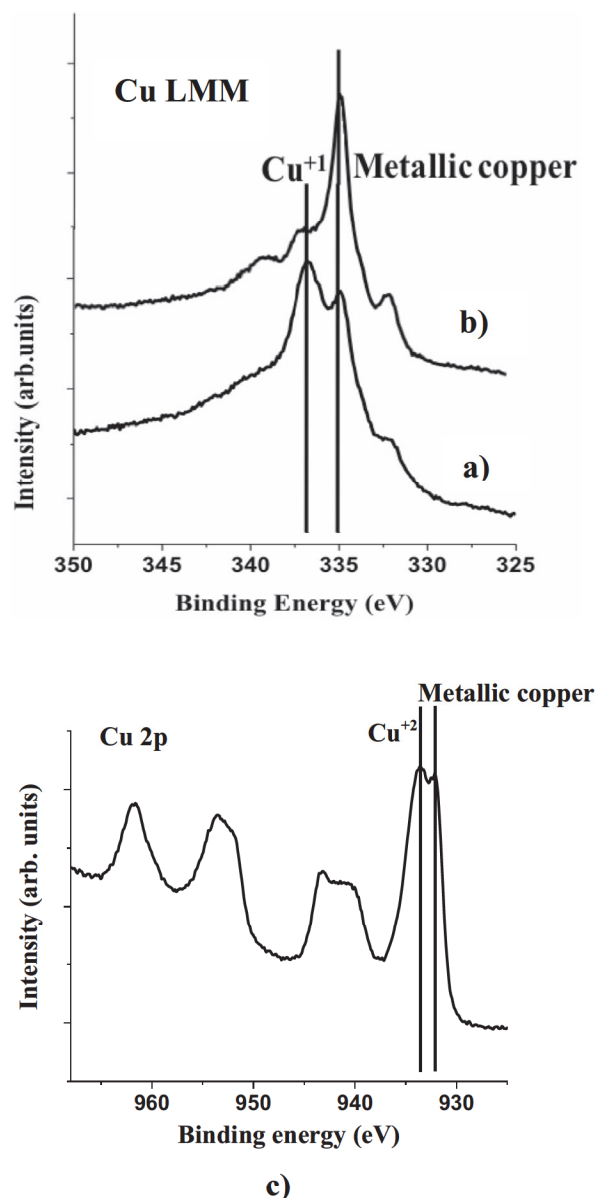 Cu LMM
Cu+1
Metallic copper
b)
a)
Intensity (arb.units)
350 345 340 335 330 325
Binding Energy (eV)
Metallic copper
Cu+2
Cu 2p
Intensity (arb. units)
960 950 940 930
Binding energy (eV)
c)